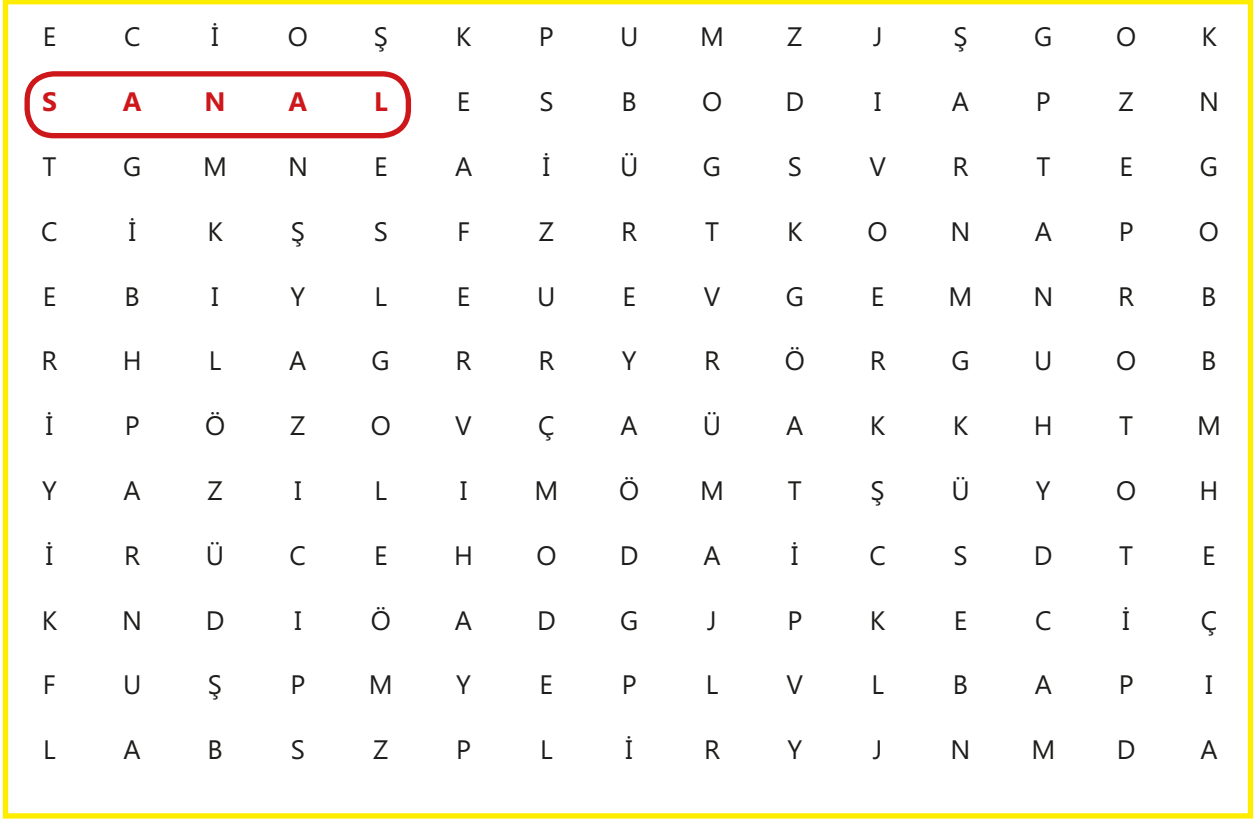 E C İ O Ş K P U M Z J Ş G O K
S A N A L E S B O D I A P Z N
T G M N E A İ Ü G S V R T E G
C İ K Ş S F Z R T K O N A P O
E B I Y L E U E V G E M N R B
R H L A G R R Y R Ö R G U O B
İ P Ö Z O V Ç A Ü A K K H T M
Y A Z I L I M Ö M T Ş Ü Y O H
İ R Ü C E H O D A İ C S D T E
K N D I Ö A D G J P K E C İ Ç
F U Ş P M Y E P L V L B A P I
L A B S Z P L İ R Y J N M D A